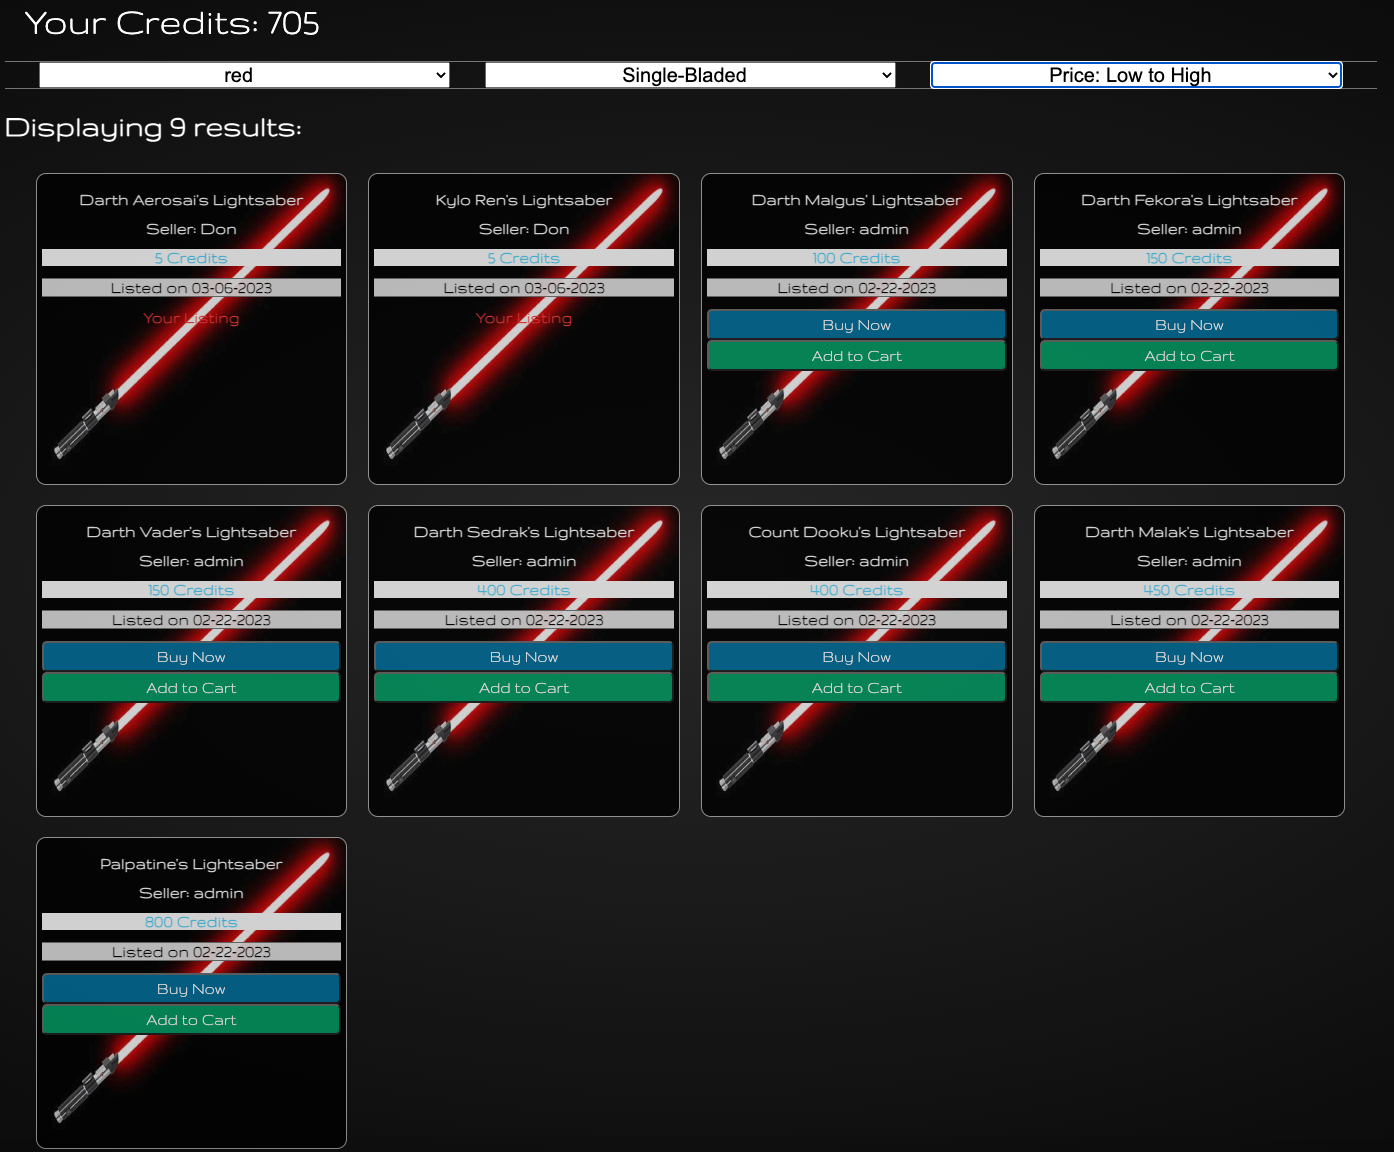 Your Credits: 705
red Single-Bladed Price: Low to High
Displaying 9 results:
Darth Aerosai's Lightsaber
Seller: Don
5 Credits
Listed on 03-06-2023
Your Listing
Kylo Ren's Lightsaber
Seller: Don
5 Credits
Listed on 03-06-2023
Your Listing
Darth Malgus' Lightsaber
Seller: admin
100 Credits
Listed on 02-22-2023
Buy Now
Add to Cart
Darth Fekora's Lightsaber
Seller: admin
150 Credits
Listed on 02-22-2023
Buy Now
Add to Cart
Darth Vader's Lightsaber
Seller: admin
150 Credits
Listed on 02-22-2023
Buy Now
Add to Cart
Darth Sedrak's Lightsaber
Seller: admin
400 Credits
Listed on 02-22-2023
Buy Now
Add to Cart
Count Dooku's Lightsaber
Seller: admin
400 Credits
Listed on 02-22-2023
Buy Now
Add to Cart
Darth Malak's Lightsaber
Seller: admin
450 Credits
Listed on 02-22-2023
Buy Now
Add to Cart
Palpatine's Lightsaber
Seller: admin
800 Credits
Listed on 02-22-2023
Buy Now
Add to Cart